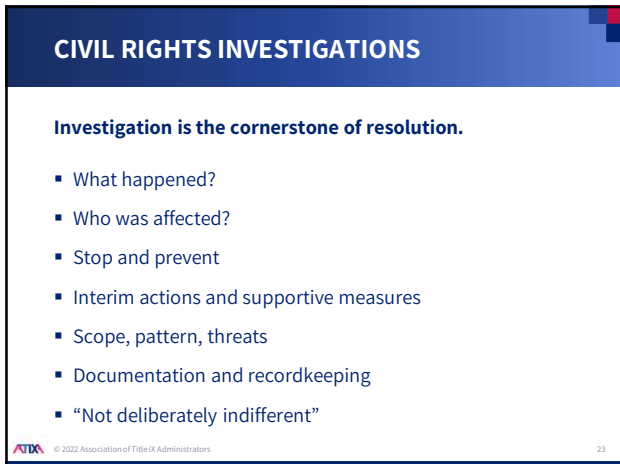 CIVIL RIGHTS INVESTIGATIONS
Investigation is the cornerstone of resolution.
▪ What happened?
▪ Who was affected?
▪ Stop and prevent
▪ Interim actions and supportive measures
▪ Scope, pattern, threats
▪ Documentation and recordkeeping
▪ “Not deliberately indifferent”
ATIXA © 2022 Association of Title IX Administrators 23